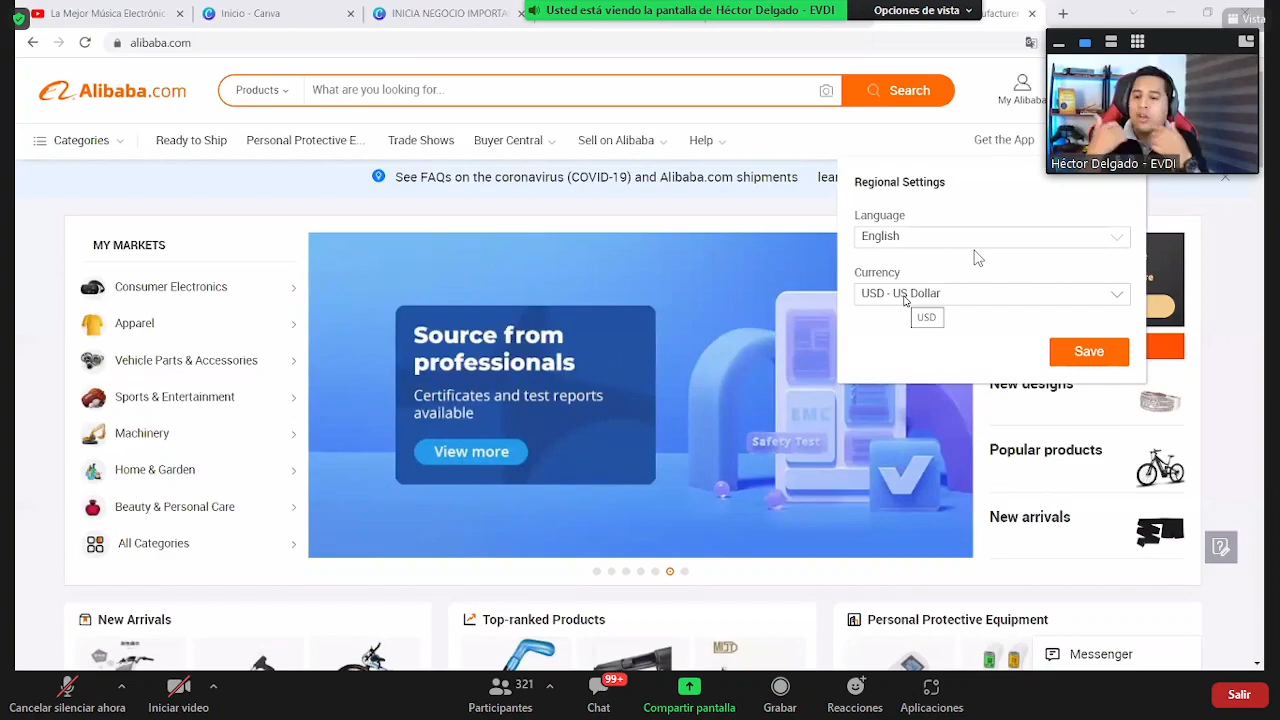 La Mejor Música Electrónic
Inicio - Canva
INICIA NEGOCIO IMPORTA
Usted está viendo la pantalla de Héctor Delgado - EVDI
Opciones de vista
Vista
alibaba.com
Alibaba.com
Products
What are you looking for...
Search
My Alibaba
Héctor Delgado - EVDI
Categories
Ready to Ship
Personal Protective E...
Trade Shows
Buyer Central
Sell on Alibaba
Help
Get the App
See FAQs on the coronavirus (COVID-19) and Alibaba.com shipments
Regional Settings
Language
English
Currency
USD - US Dollar
USD
Save
MY MARKETS
Consumer Electronics
Apparel
Vehicle Parts & Accessories
Sports & Entertainment
Machinery
Home & Garden
Beauty & Personal Care
All Categories
Source from
professionals
Certificates and test reports
available
View more
EMC
Safety Test
New designs
Popular products
New arrivals
New Arrivals
Top-ranked Products
Personal Protective Equipment
Messenger
Cancelar silenciar ahora
Iniciar video
321
Participantes
99+
Chat
Compartir pantalla
Grabar
Reacciones
Aplicaciones
Salir